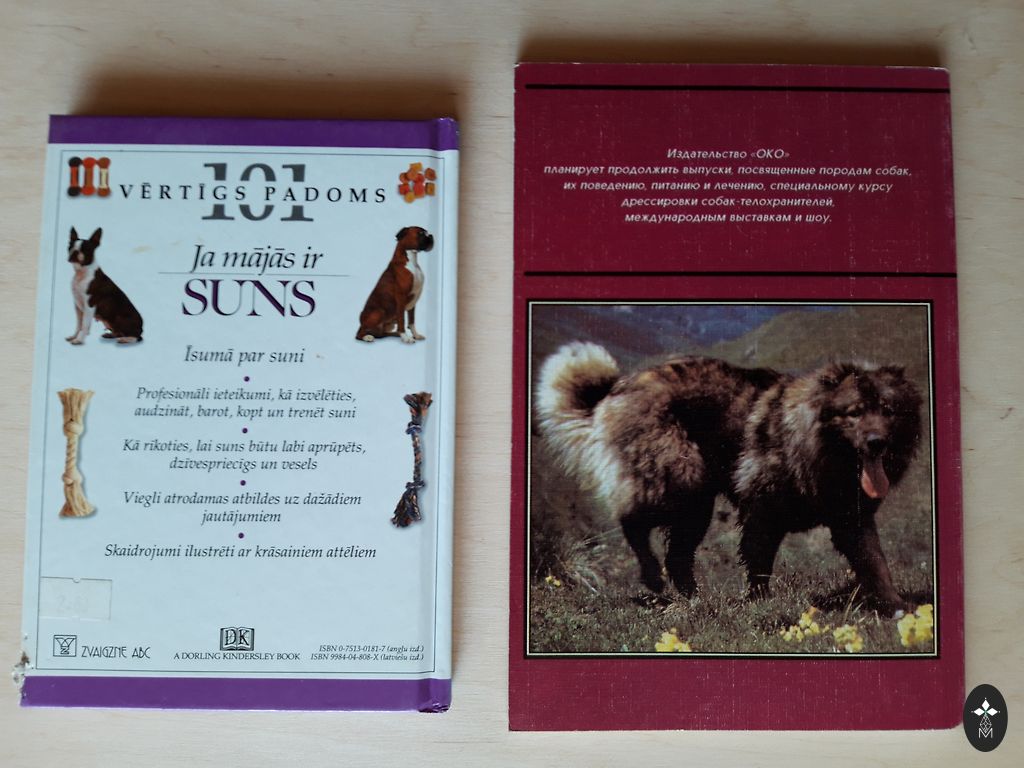 101
VĒRTĪGS PADOMS
Ja mājās ir
SUNS
Īsumā par suni
Profesionāli ieteikumi, kā izvēlēties,
audzināt, barot, kopt un trenēt suni
Kā rīkoties, lai suns būtu labi aprūpēts,
dzīvespriecīgs un vesels
Viegli atrodamas atbildes uz dažādiem
jautājumiem
Skaidrojumi ilustrēti ar krāsainiem attēliem
ZVAIGZNE ABC
DK
A DORLING KINDERSLEY BOOK
ISBN 0-7513-0181-7 (angļu izd.)
ISBN 9984-04-808-X (latviešu izd.)
Издательство «ОКО»
планирует продолжить выпуски, посвященные породам собак,
их поведению, питанию и лечению, специальному курсу
дрессировки собак-телохранителей,
международным выставкам и шоу.
M